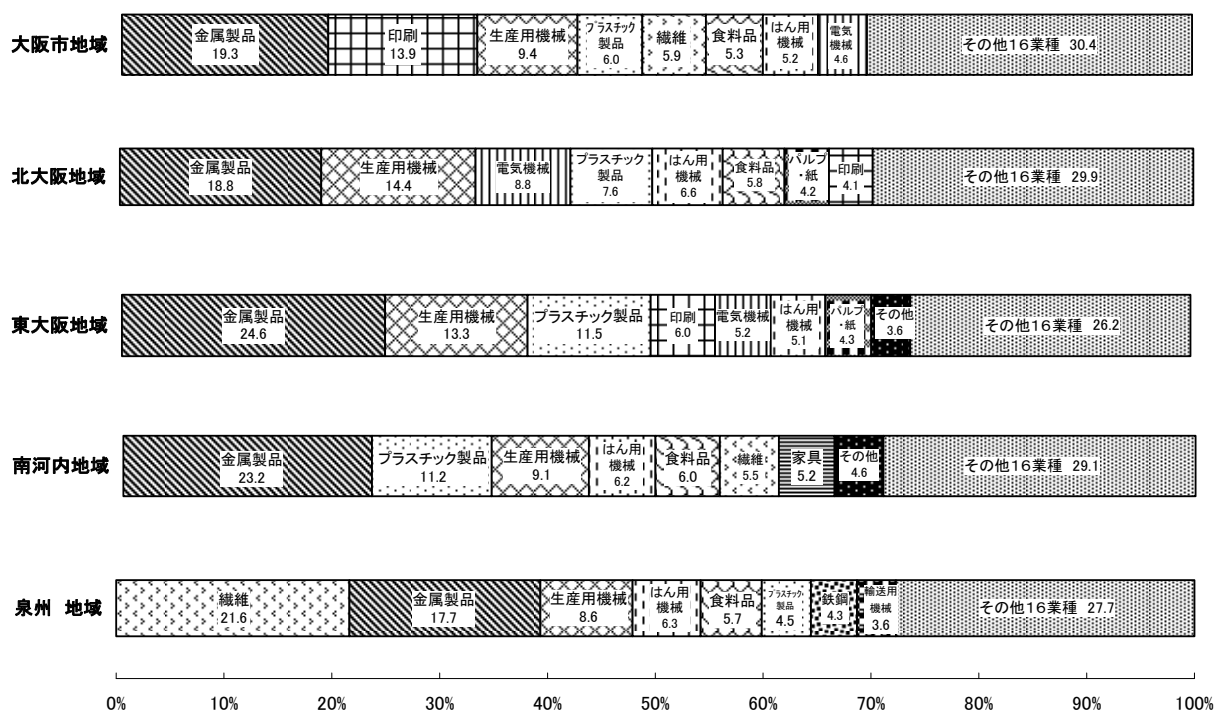 大阪市地域
金属製品
19.3
印刷
13.9
生産用機械
9.4
プラスチック
製品
6.0
繊維
5.9
食料品
5.3
はん用
機械
5.2
電気
機械
4.6
その他16業種 30.4
北大阪地域
金属製品
18.8
生産用機械
14.4
電気機械
8.8
プラスチック
製品
7.6
はん用
機械
6.6
食料品
5.8
パルプ
・紙
4.2
印刷
4.1
その他16業種 29.9
東大阪地域
金属製品
24.6
生産用機械
13.3
プラスチック製品
11.5
印刷
6.0
電気機械
5.2
はん用
機械
5.1
パルプ
・紙
4.3
その他
3.6
その他16業種 26.2
南河内地域
金属製品
23.2
プラスチック製品
11.2
生産用機械
9.1
はん用
機械
6.2
食料品
6.0
繊維
5.5
家具
5.2
その他
4.6
その他16業種 29.1
泉州 地域
繊維
21.6
金属製品
17.7
生産用機械
8.6
はん用
機械
6.3
食料品
5.7
プラスチック
製品
4.5
鉄鋼
4.3
輸送用
機械
3.6
その他16業種 27.7
0% 10% 20% 30% 40% 50% 60% 70% 80% 90% 100%